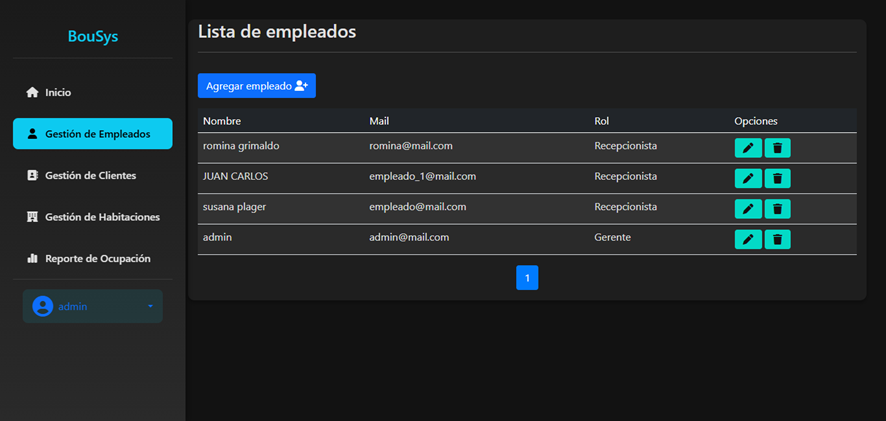 BouSys
Inicio
Gestión de Empleados
Gestión de Clientes
Gestión de Habitaciones
Reporte de Ocupación
admin
Lista de empleados
Agregar empleado
Nombre Mail Rol Opciones
romina grimaldo romina@mail.com Recepcionista
JUAN CARLOS empleado_1@mail.com Recepcionista
susana plager empleado@mail.com Recepcionista
admin admin@mail.com Gerente
1